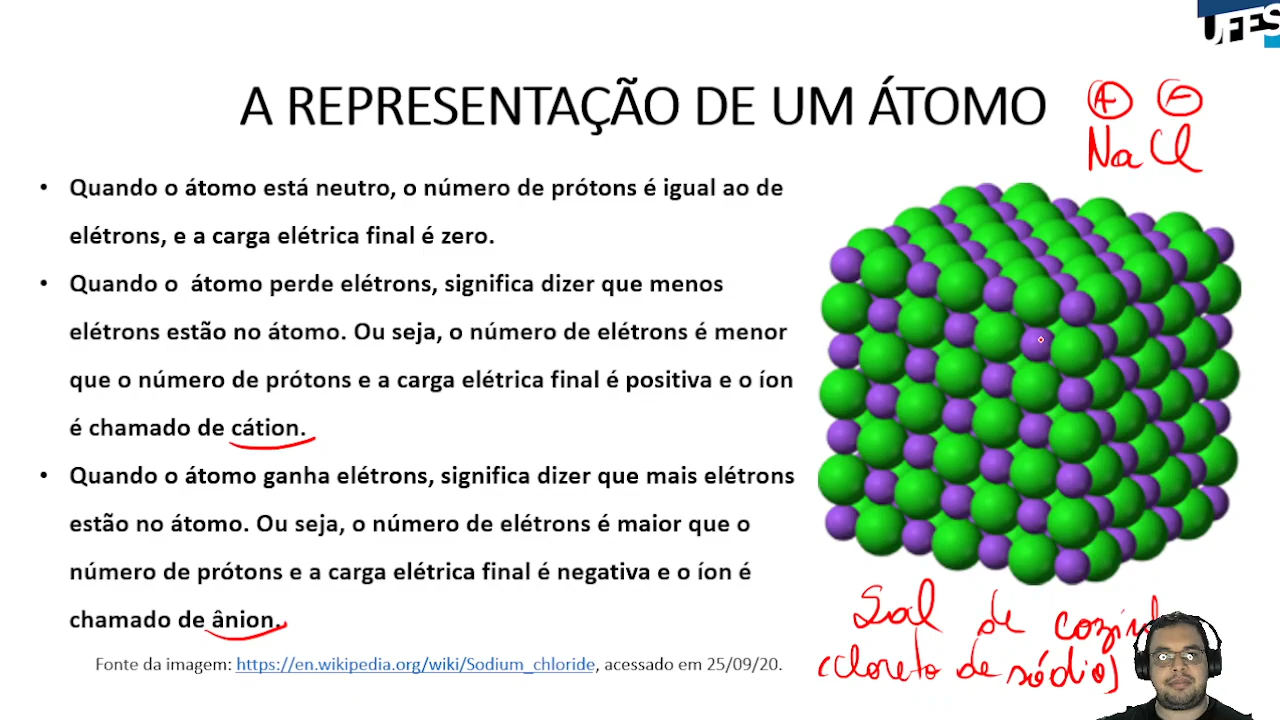 UFES
A REPRESENTAÇÃO DE UM ÁTOMO
+ −
NaCl
• Quando o átomo está neutro, o número de prótons é igual ao de
elétrons, e a carga elétrica final é zero.
• Quando o átomo perde elétrons, significa dizer que menos
elétrons estão no átomo. Ou seja, o número de elétrons é menor
que o número de prótons e a carga elétrica final é positiva e o íon
é chamado de cátion.
• Quando o átomo ganha elétrons, significa dizer que mais elétrons
estão no átomo. Ou seja, o número de elétrons é maior que o
número de prótons e a carga elétrica final é negativa e o íon é
chamado de ânion.
Sal de
(cloreto de sódio)
Fonte da imagem: https://en.wikipedia.org/wiki/Sodium_chloride, acessado em 25/09/20.